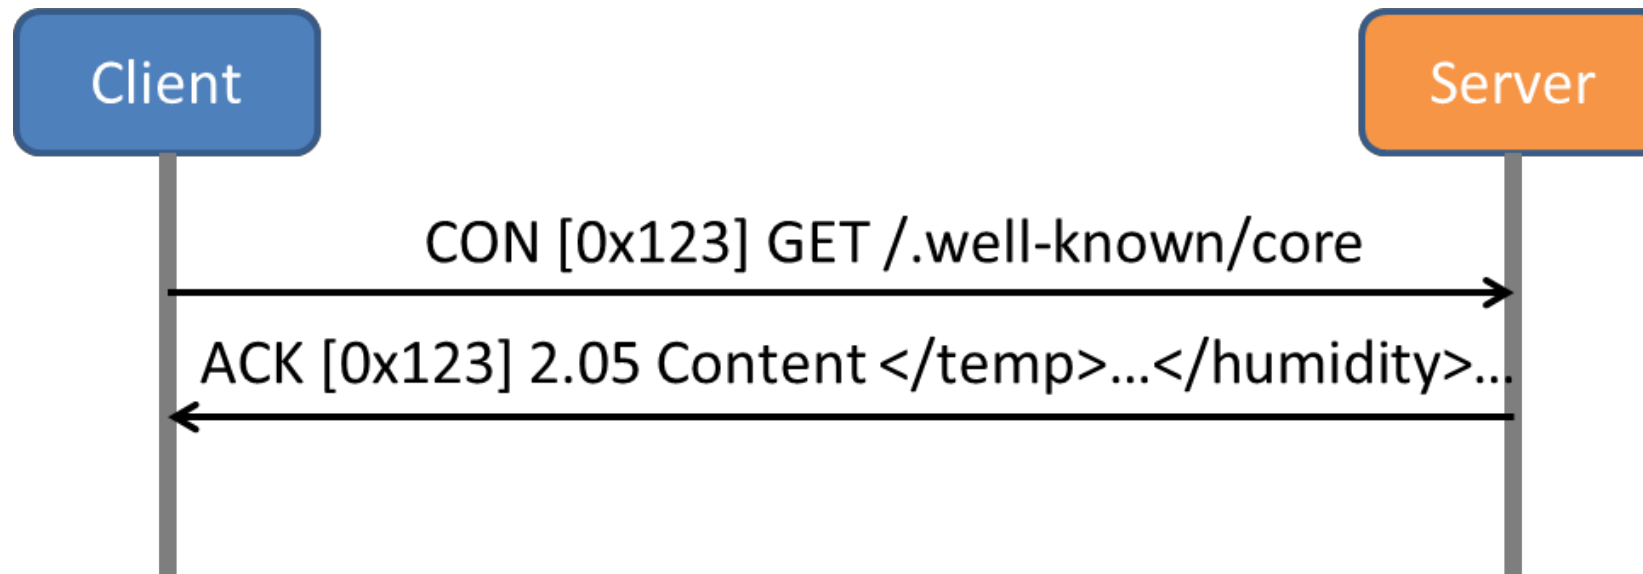 Client
Server
CON [0x123] GET /.well-known/core
ACK [0x123] 2.05 Content </temp>…</humidity>…